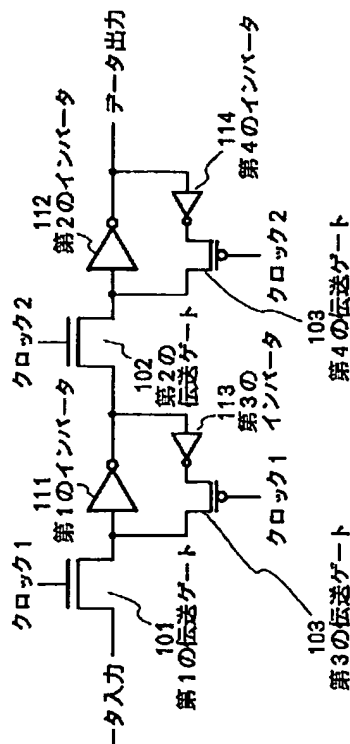 クロック1
111
第1のインバータ
クロック2
112
第2のインバータ
ータ入力
データ出力
101
第1の伝送ゲート
102
第2の
伝送ゲート
113
第3の
インバータ
114
第4のインバータ
クロック1
クロック2
103
第3の伝送ゲート
103
第4の伝送ゲート